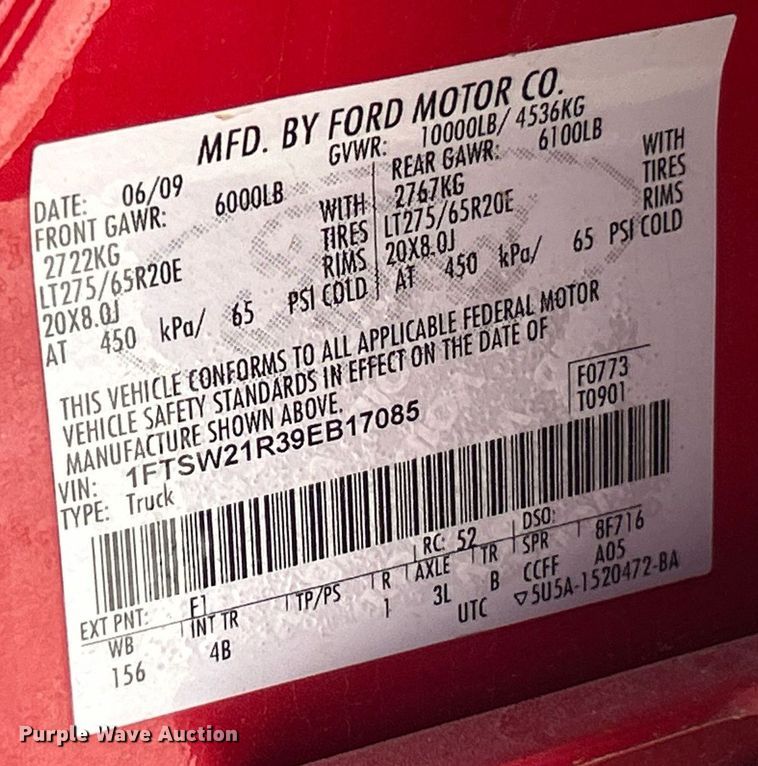 MFD. BY FORD MOTOR CO.
DATE: 06/09 GVWR: 10000LB/ 4536KG
FRONT GAWR: 6000LB REAR GAWR: 6100LB
2722KG WITH 2767KG WITH
LT275/65R20E TIRES LT275/65R20E TIRES
20X8.0J RIMS 20X8.0J RIMS
AT 450 kPa/ 65 PSI COLD AT 450 kPa/ 65 PSI COLD
THIS VEHICLE CONFORMS TO ALL APPLICABLE FEDERAL MOTOR
VEHICLE SAFETY STANDARDS IN EFFECT ON THE DATE OF
MANUFACTURE SHOWN ABOVE.
F0773
VIN: 1FTSW21R39EB17085 T0901
TYPE: Truck
EXT PNT: F1 RC: 52 DSO:
WB INT TR TP/PS R AXLE TR SPR 8F716
156 4B 1 3L B CCFF A05
UTC ▽5U5A-1520472-BA
Purple Wave Auction